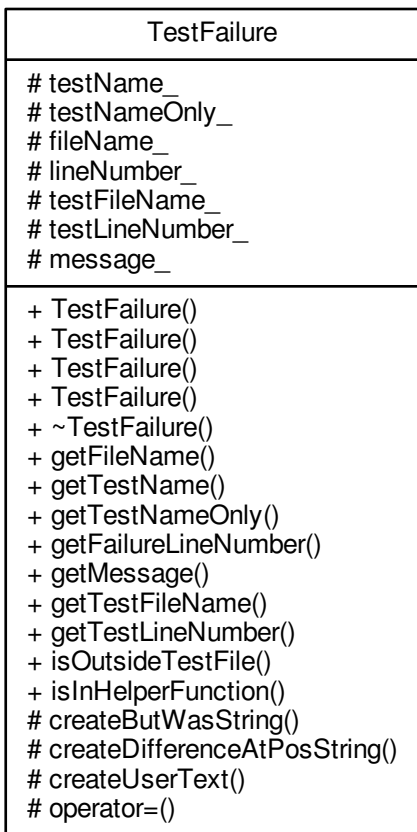 TestFailure
# testName_
# testNameOnly_
# fileName_
# lineNumber_
# testFileName_
# testLineNumber_
# message_
+ TestFailure()
+ TestFailure()
+ TestFailure()
+ TestFailure()
+ ~TestFailure()
+ getFileName()
+ getTestName()
+ getTestNameOnly()
+ getFailureLineNumber()
+ getMessage()
+ getTestFileName()
+ getTestLineNumber()
+ isOutsideTestFile()
+ isInHelperFunction()
# createButWasString()
# createDifferenceAtPosString()
# createUserText()
# operator=()